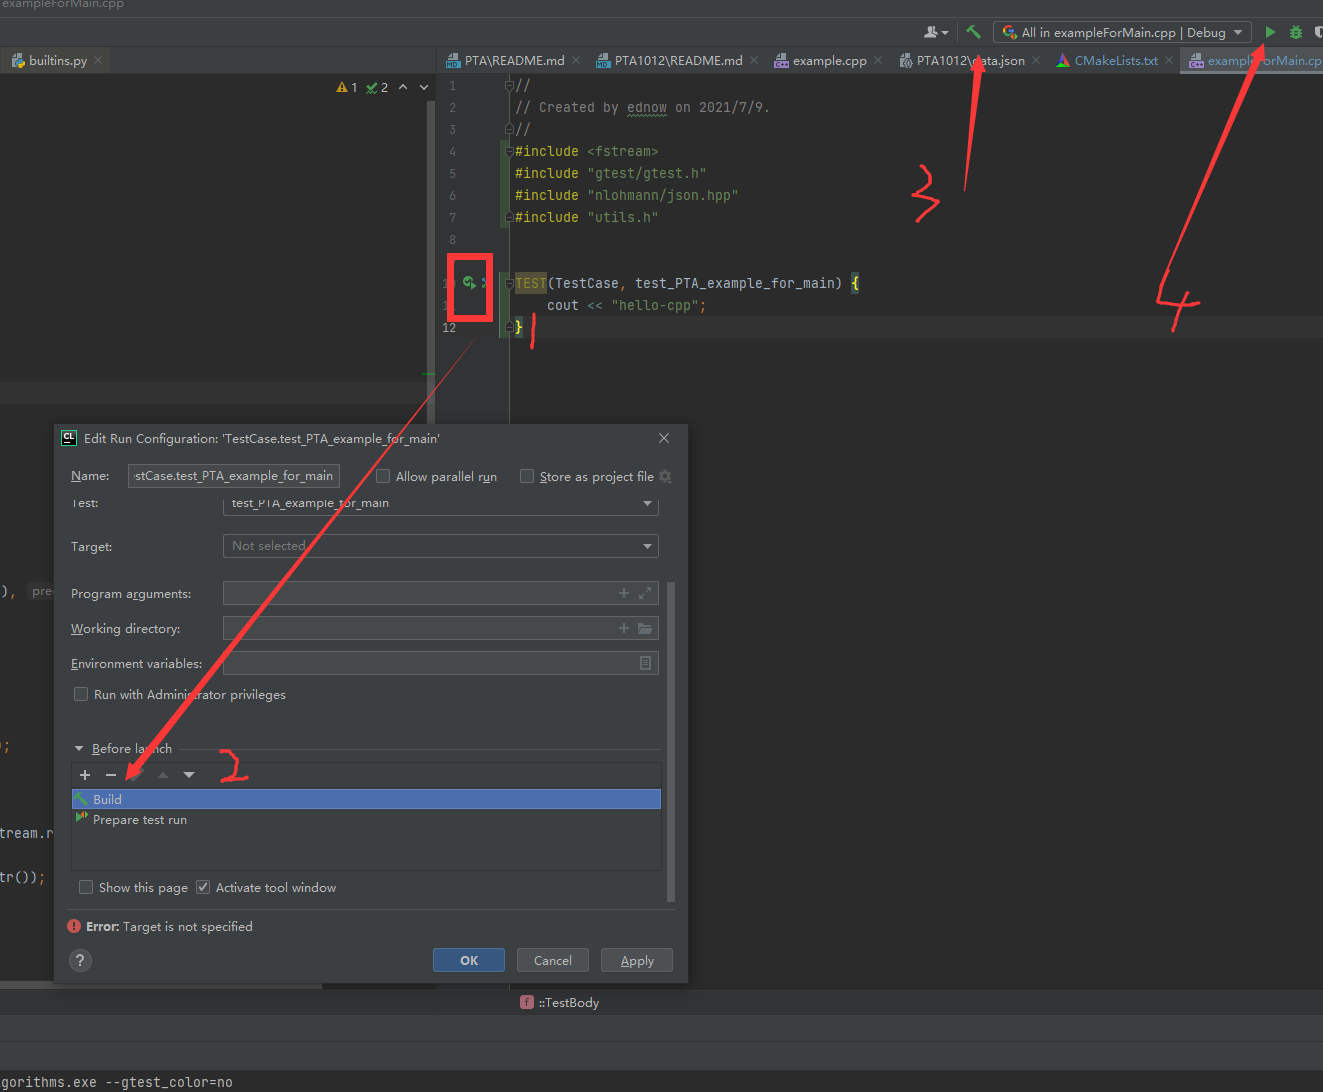 exampleForMain.cpp
All in exampleForMain.cpp | Debug
builtins.py
PTA\README.md
PTA1012\README.md
example.cpp
PTA1012\data.json
CMakeLists.txt
1
2
1 //
2 // Created by ednow on 2021/7/9.
3 //
4 #include <fstream>
5 #include "gtest/gtest.h"
6 #include "nlohmann/json.hpp"
7 #include "utils.h"
8
TEST(TestCase, test_PTA_example_for_main) {
cout << "hello-cpp";
12 }
1
3
4
Edit Run Configuration: 'TestCase.test_PTA_example_for_main'
Name: stCase.test_PTA_example_for_main
Allow parallel run
Store as project file
Test: test_PTA_example_for_main
Target: Not selected
Program arguments:
Working directory:
Environment variables:
Run with Administrator privileges
Before launch
2
Build
Prepare test run
Show this page
Activate tool window
Error: Target is not specified
?
OK
Cancel
Apply
), pre
);
tream.r
tr());
f ::TestBody
gorithms.exe --gtest_color=no